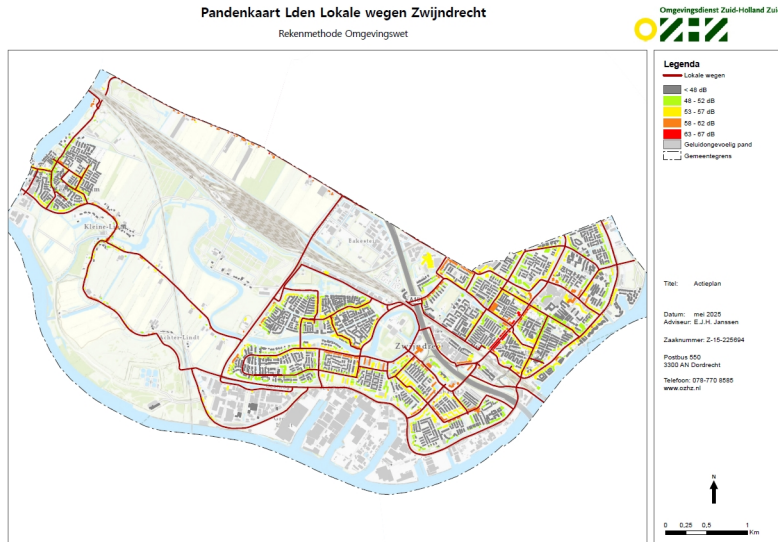 Pandenkaart Lden Lokale wegen Zwijndrecht
Rekenmethode Omgevingswet
Omgevingsdienst Zuid-Holland Zui
Legenda
Lokale wegen
< 48 dB
48 - 52 dB
53 - 57 dB
58 - 62 dB
63 - 67 dB
Geluidongevoelig pand
Gemeentegrens
Kleine-Lindt
Achter-Lindt
Zwijndrecht
Titel: Actieplan
Datum: mei 2025
Adviseur: E.J.H. Janssen
Zaaknummer: Z-15-225694
Postbus 550
3300 AN Dordrecht
Telefoon: 078-770 8585
www.ozhz.nl
N
0 0,25 0,5 1
Km